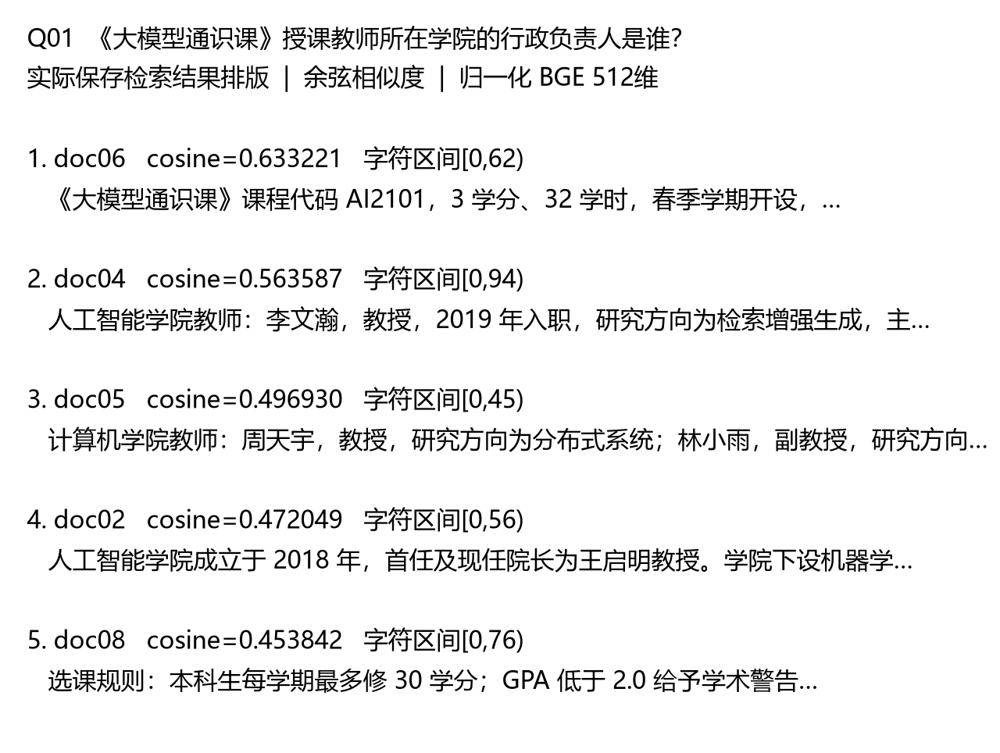 Q01 《大模型通识课》授课教师所在学院的行政负责人是谁？
实际保存检索结果排版 | 余弦相似度 | 归一化 BGE 512维
1. doc06 cosine=0.633221 字符区间[0,62)
《大模型通识课》课程代码 AI2101，3 学分、32 学时，春季学期开设，…
2. doc04 cosine=0.563587 字符区间[0,94)
人工智能学院教师：李文瀚，教授，2019 年入职，研究方向为检索增强生成，主…
3. doc05 cosine=0.496930 字符区间[0,45)
计算机学院教师：周天宇，教授，研究方向为分布式系统；林小雨，副教授，研究方向…
4. doc02 cosine=0.472049 字符区间[0,56)
人工智能学院成立于 2018 年，首任及现任院长为王启明教授。学院下设机器学…
5. doc08 cosine=0.453842 字符区间[0,76)
选课规则：本科生每学期最多修 30 学分；GPA 低于 2.0 给予学术警告…